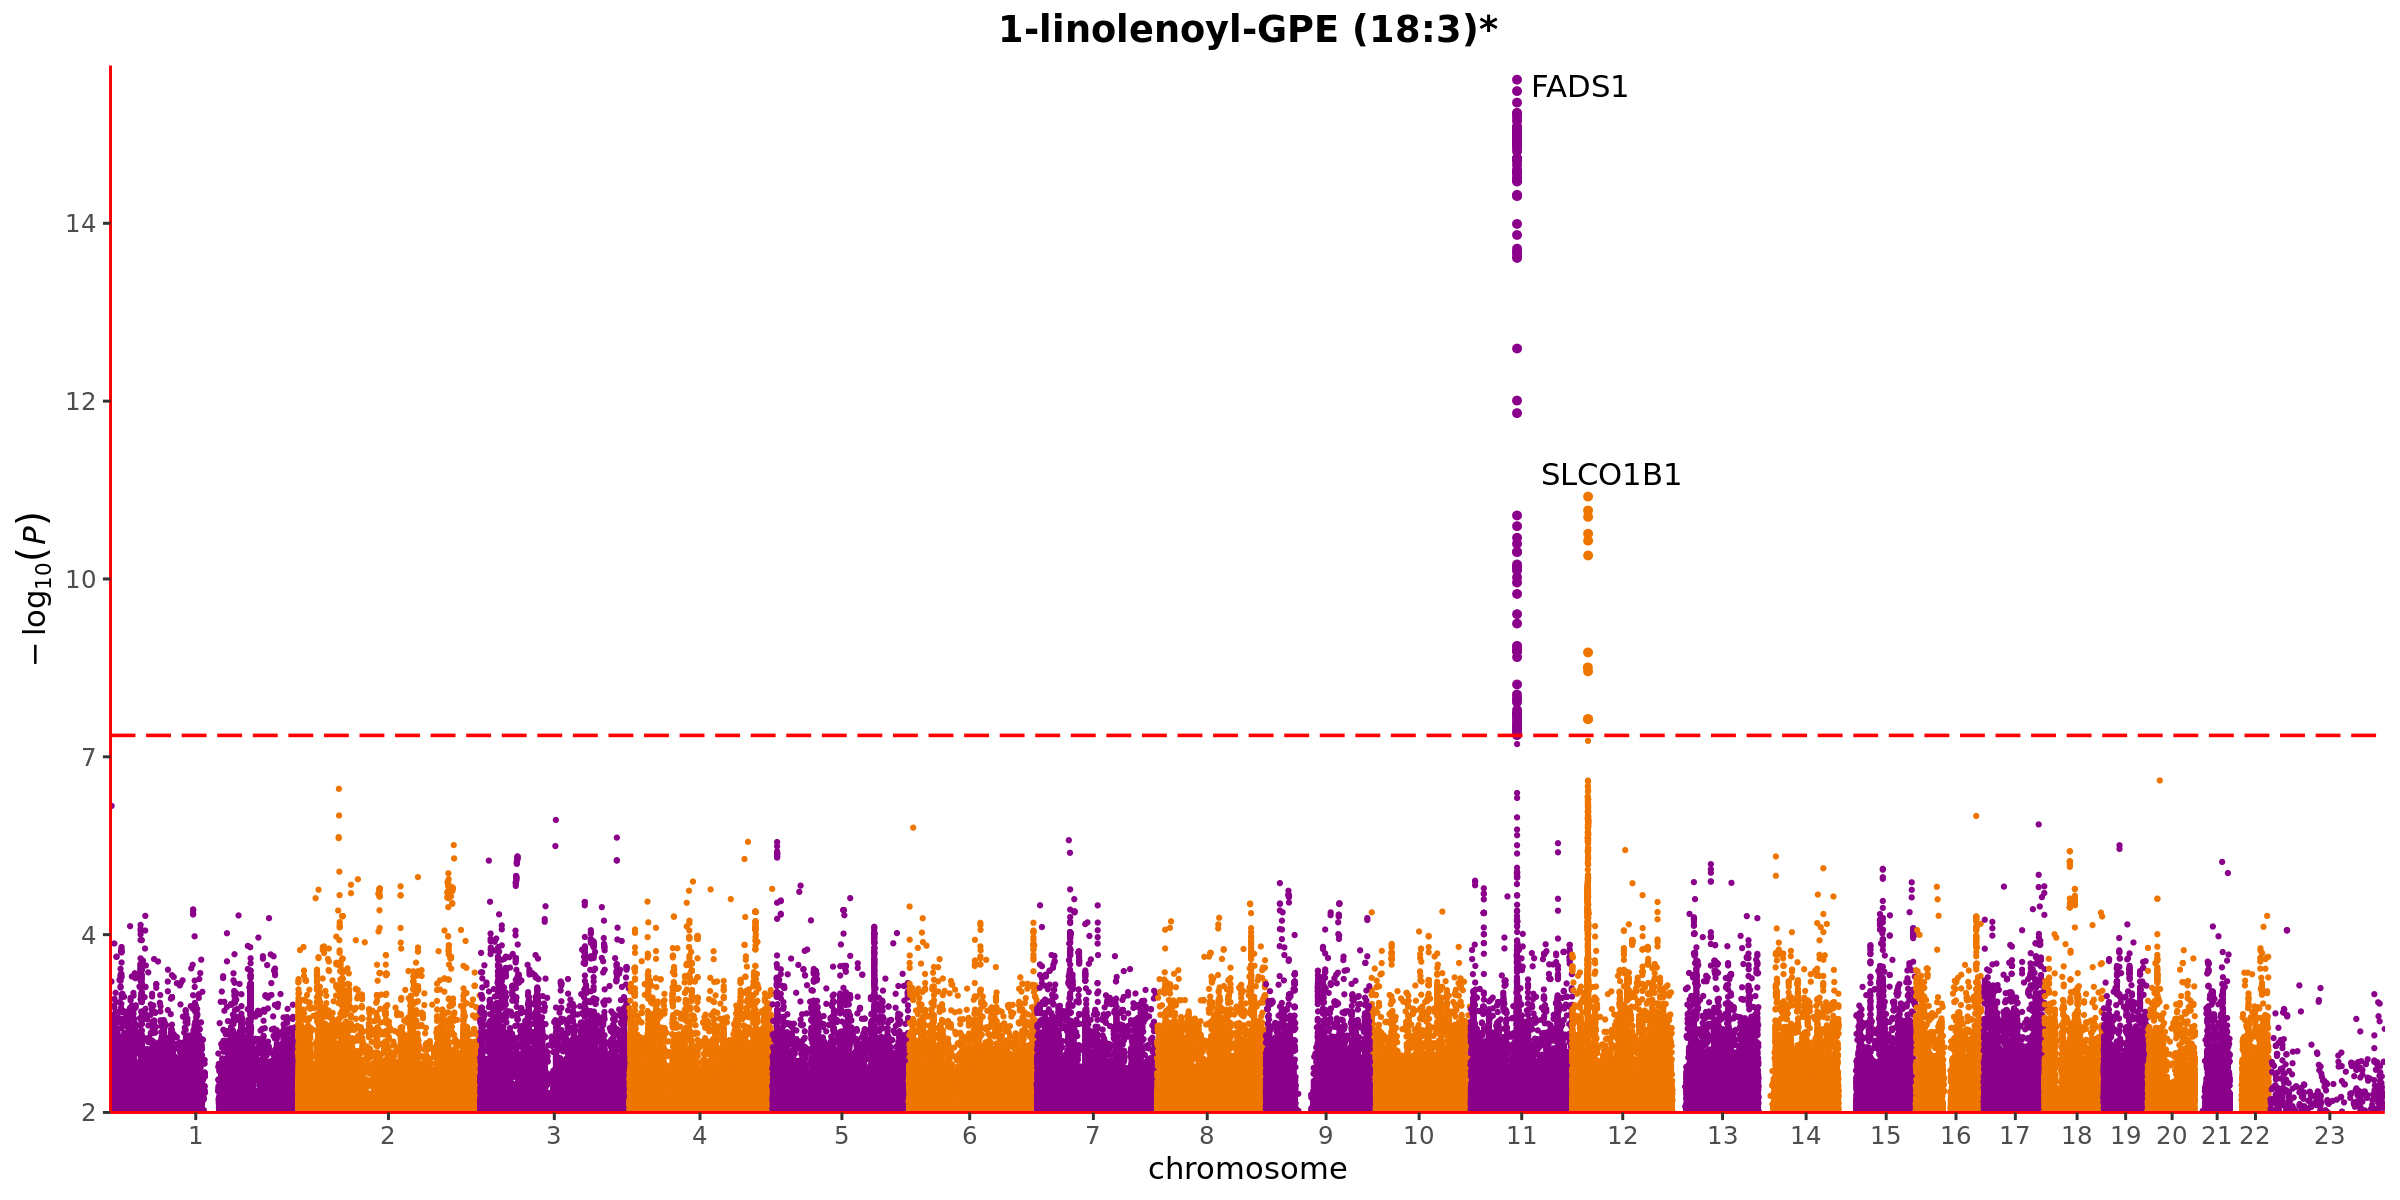 1-linolenoyl-GPE (18:3)*
FADS1
SLCO1B1
− log10(P)
14
12
10
7
4
2
1 2 3 4 5 6 7 8 9 10 11 12 13 14 15 16 17 18 19 20 21 22 23
chromosome